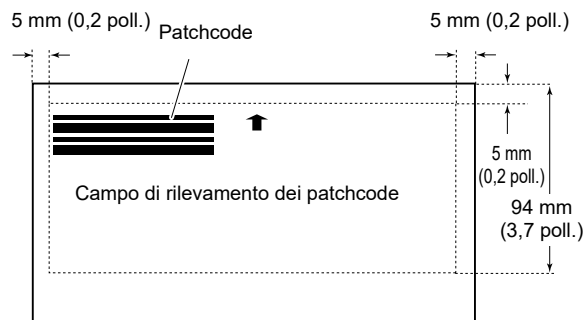 5 mm (0,2 poll.)
Patchcode
5 mm (0,2 poll.)
5 mm
(0,2 poll.)
Campo di rilevamento dei patchcode
94 mm
(3,7 poll.)